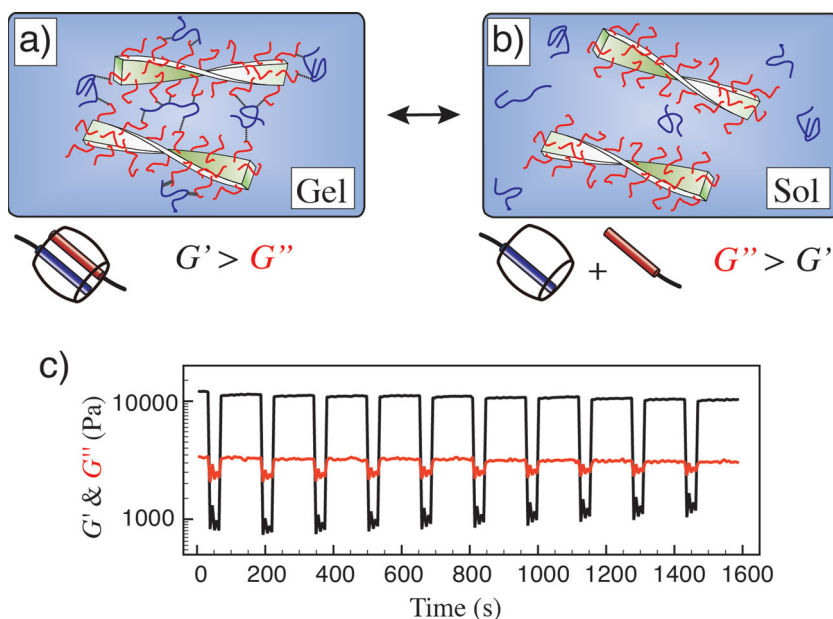 a)
Gel
b)
Sol
G' > G''
+
G'' > G'
c)
G' & G'' (Pa)
10000
1000
0 200 400 600 800 1000 1200 1400 1600
Time (s)